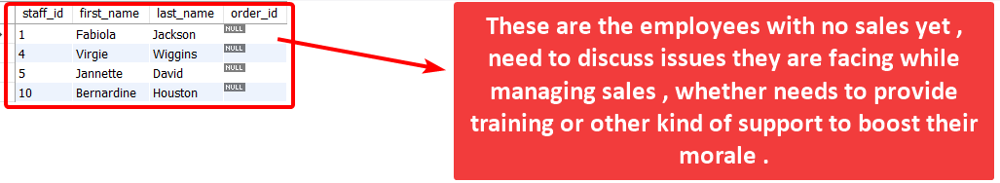 staff_id first_name last_name order_id
1 Fabiola Jackson NULL
4 Virgie Wiggins NULL
5 Jannette David NULL
10 Bernardine Houston NULL
These are the employees with no sales yet ,
need to discuss issues they are facing while
managing sales , whether needs to provide
training or other kind of support to boost their
morale .